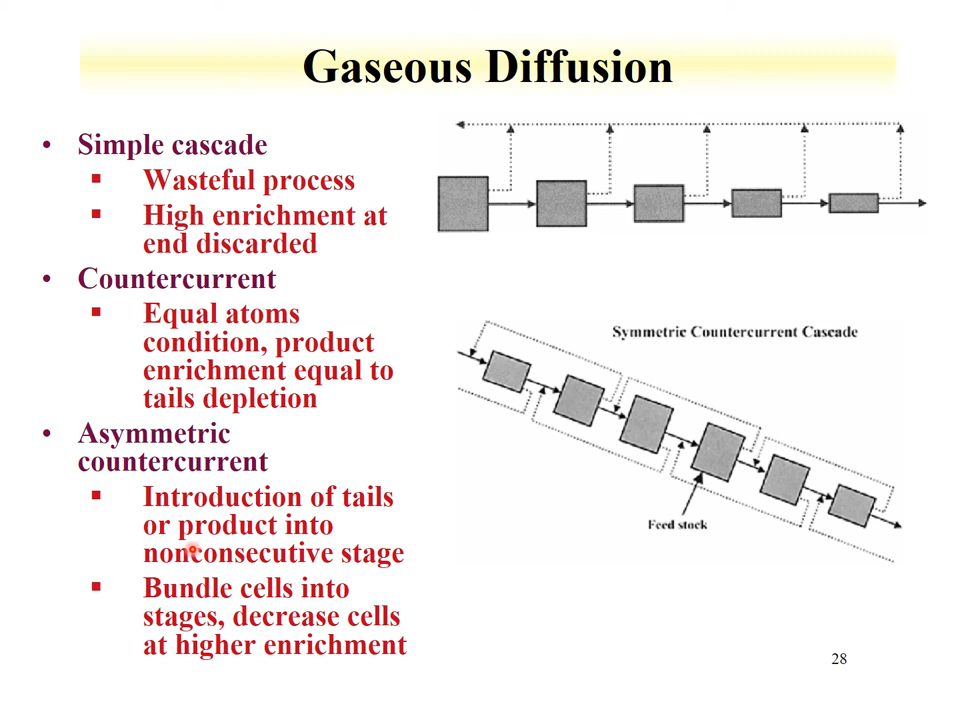 Gaseous Diffusion
• Simple cascade
▪ Wasteful process
▪ High enrichment at
end discarded
• Countercurrent
▪ Equal atoms
condition, product
enrichment equal to
tails depletion
• Asymmetric
countercurrent
▪ Introduction of tails
or product into
nonconsecutive stage
▪ Bundle cells into
stages, decrease cells
at higher enrichment
Symmetric Countercurrent Cascade
Feed stock
28